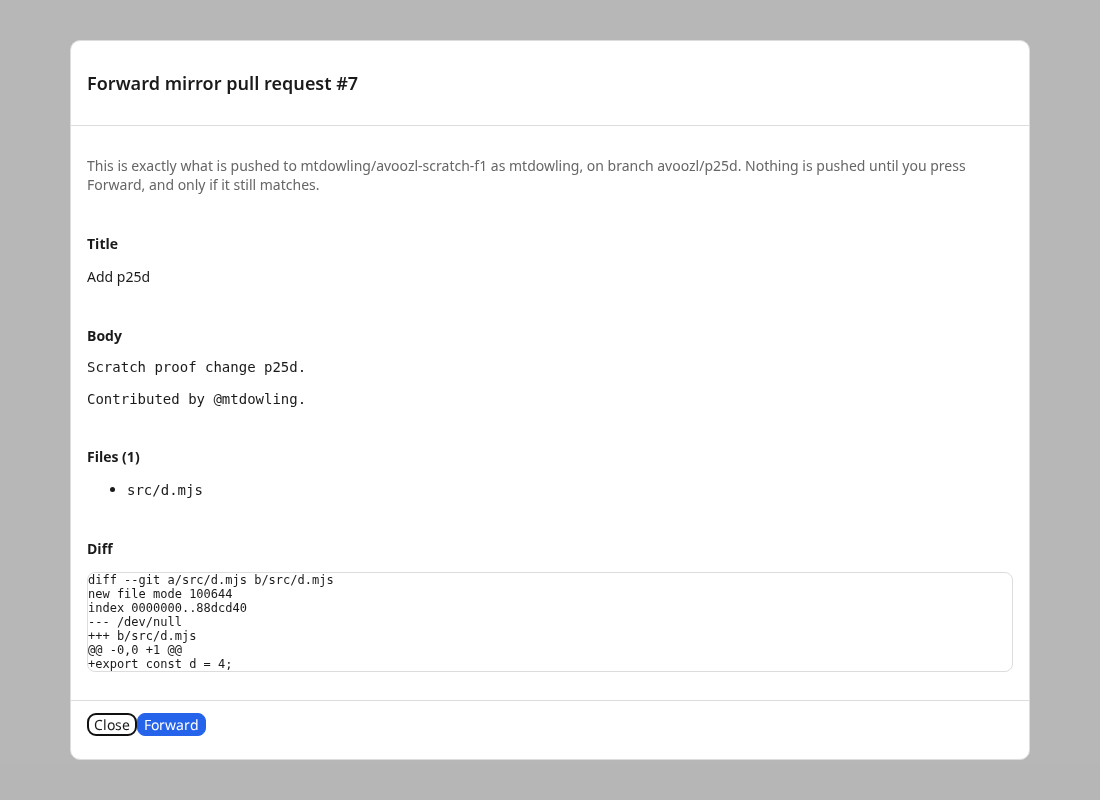 Forward mirror pull request #7
This is exactly what is pushed to mtdowling/avoozl-scratch-f1 as mtdowling, on branch avoozl/p25d. Nothing is pushed until you press
Forward, and only if it still matches.
Title
Add p25d
Body
Scratch proof change p25d.
Contributed by @mtdowling.
Files (1)
src/d.mjs
Diff
diff --git a/src/d.mjs b/src/d.mjs
new file mode 100644
index 0000000..88dcd40
--- /dev/null
+++ b/src/d.mjs
@@ -0,0 +1 @@
+export const d = 4;
Close Forward